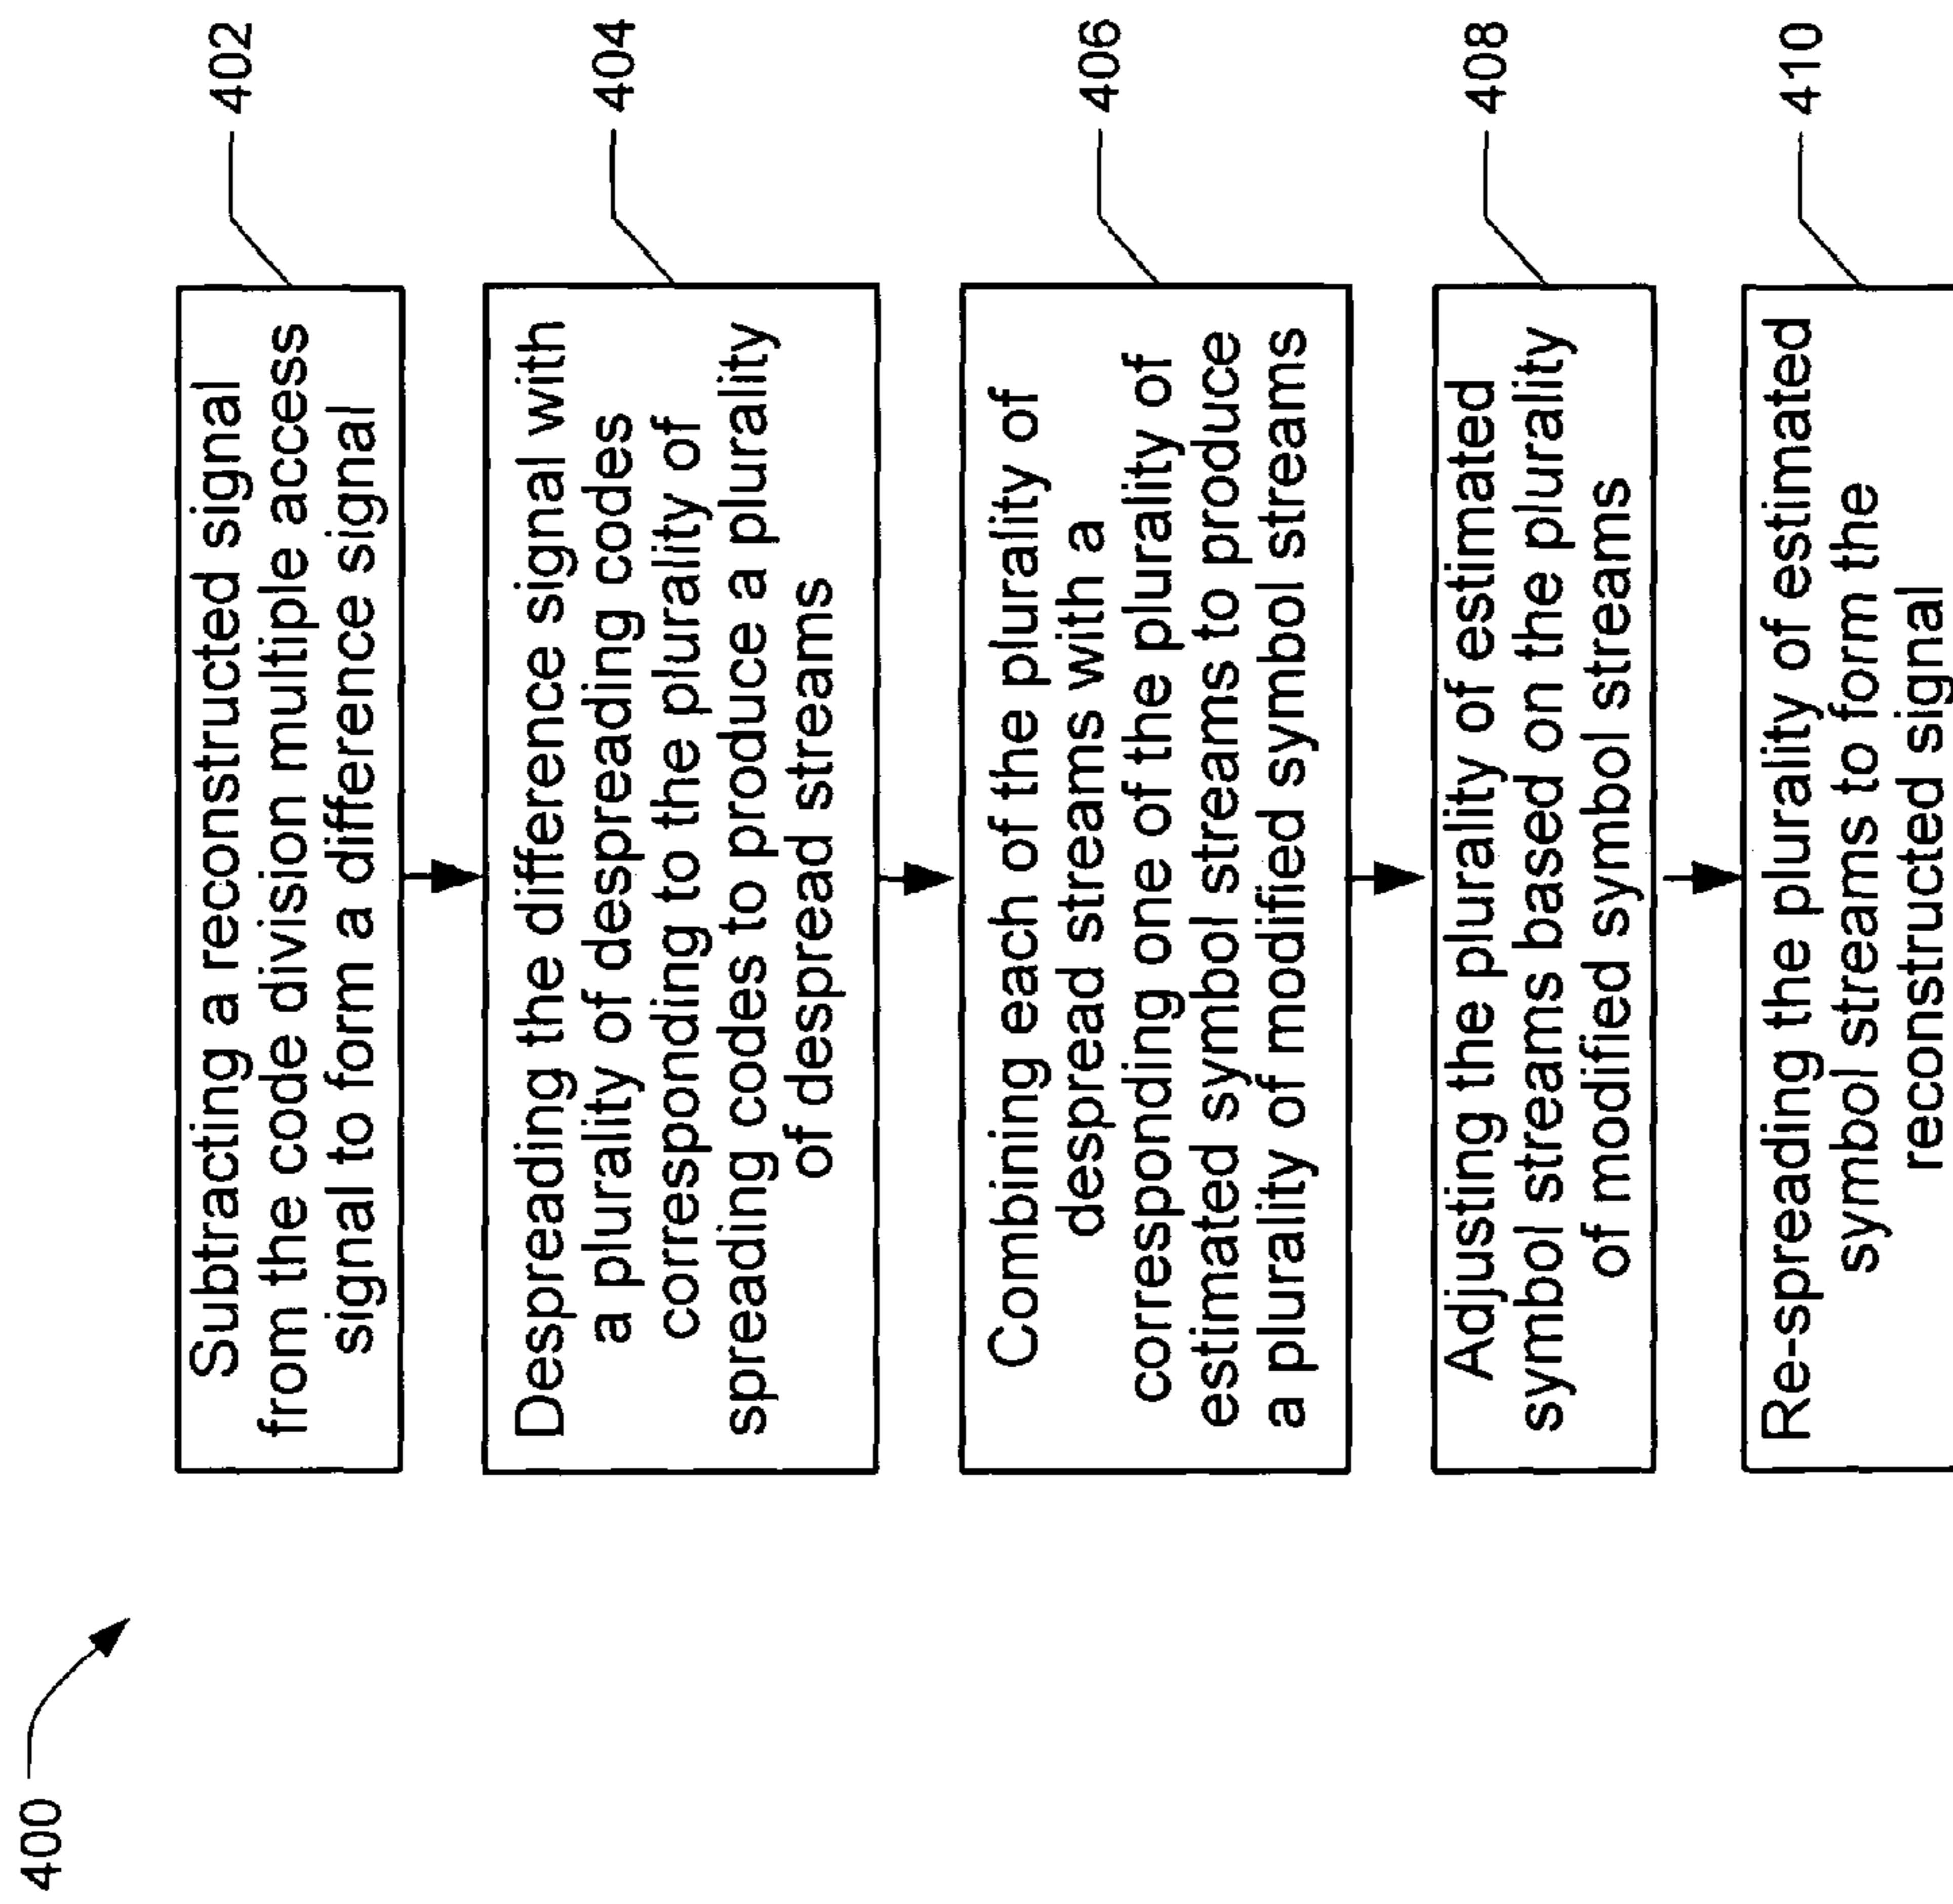 400
Subtracting a reconstructed signal
from the code division multiple access
signal to form a difference signal
402
Despreading the difference signal with
a plurality of despreading codes
corresponding to the plurality of
spreading codes to produce a plurality
of despread streams
404
Combining each of the plurality of
despread streams with a
corresponding one of the plurality of
estimated symbol streams to produce
a plurality of modified symbol streams
406
Adjusting the plurality of estimated
symbol streams based on the plurality
of modified symbol streams
408
Re-spreading the plurality of estimated
symbol streams to form the
reconstructed signal
410